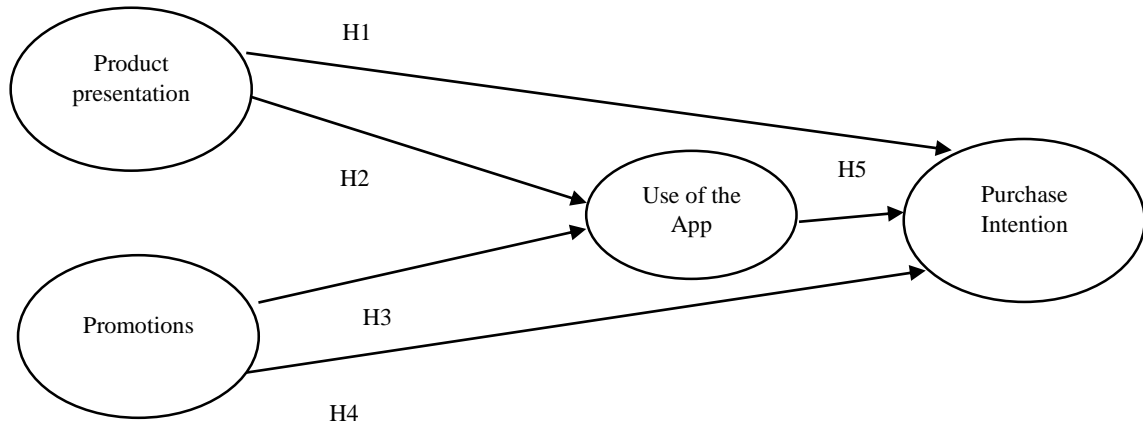 H1
Product
presentation
H2
Use of the
App
H5
Purchase
Intention
Promotions
H3
H4